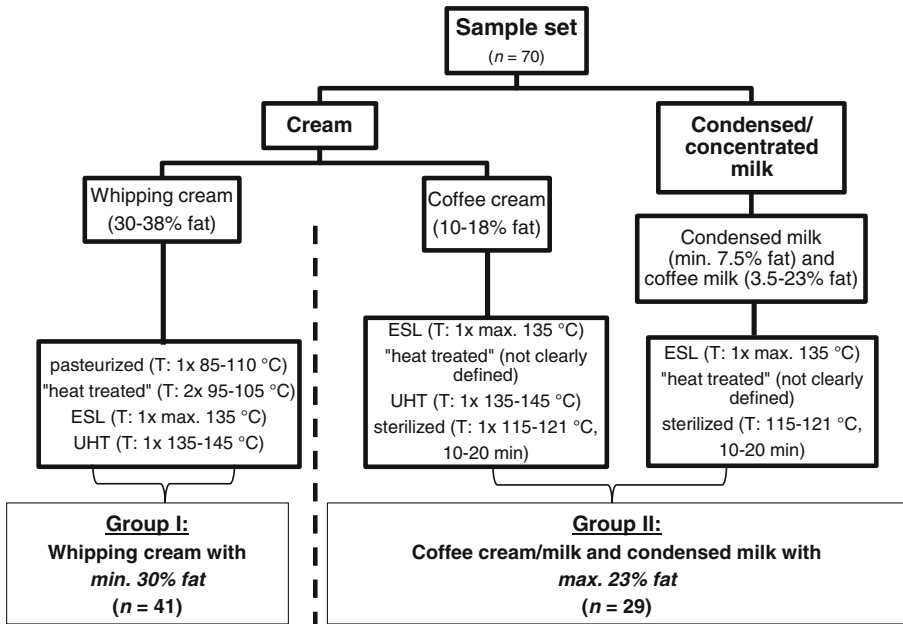 Sample set
(n = 70)
Cream
Condensed/
concentrated
milk
Whipping cream
(30-38% fat)
Coffee cream
(10-18% fat)
Condensed milk
(min. 7.5% fat) and
coffee milk (3.5-23% fat)
pasteurized (T: 1x 85-110 °C)
"heat treated" (T: 2x 95-105 °C)
ESL (T: 1x max. 135 °C)
UHT (T: 1x 135-145 °C)
ESL (T: 1x max. 135 °C)
"heat treated" (not clearly
defined)
UHT (T: 1x 135-145 °C)
sterilized (T: 1x 115-121 °C,
10-20 min)
ESL (T: 1x max. 135 °C)
"heat treated" (not clearly
defined)
sterilized (T: 115-121 °C,
10-20 min)
Group I:
Whipping cream with
min. 30% fat
(n = 41)
Group II:
Coffee cream/milk and condensed milk with
max. 23% fat
(n = 29)